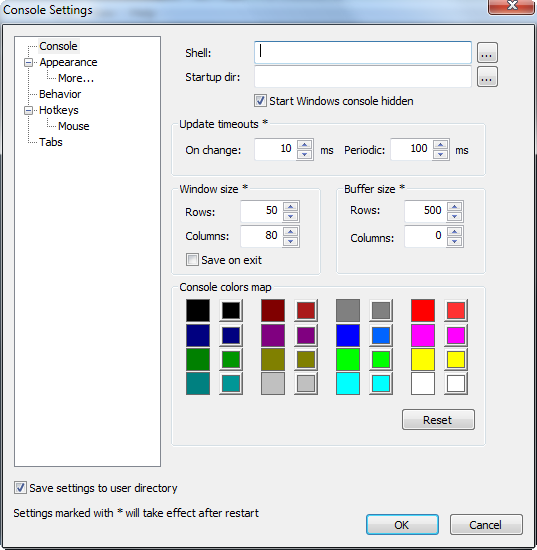 Console Settings
Console
Appearance
More...
Behavior
Hotkeys
Mouse
Tabs
Shell:
...
Startup dir:
...
Start Windows console hidden
Update timeouts *
On change: 10 ms Periodic: 100 ms
Window size *
Rows: 50
Columns: 80
Save on exit
Buffer size *
Rows: 500
Columns: 0
Console colors map
Reset
Save settings to user directory
Settings marked with * will take effect after restart
OK
Cancel